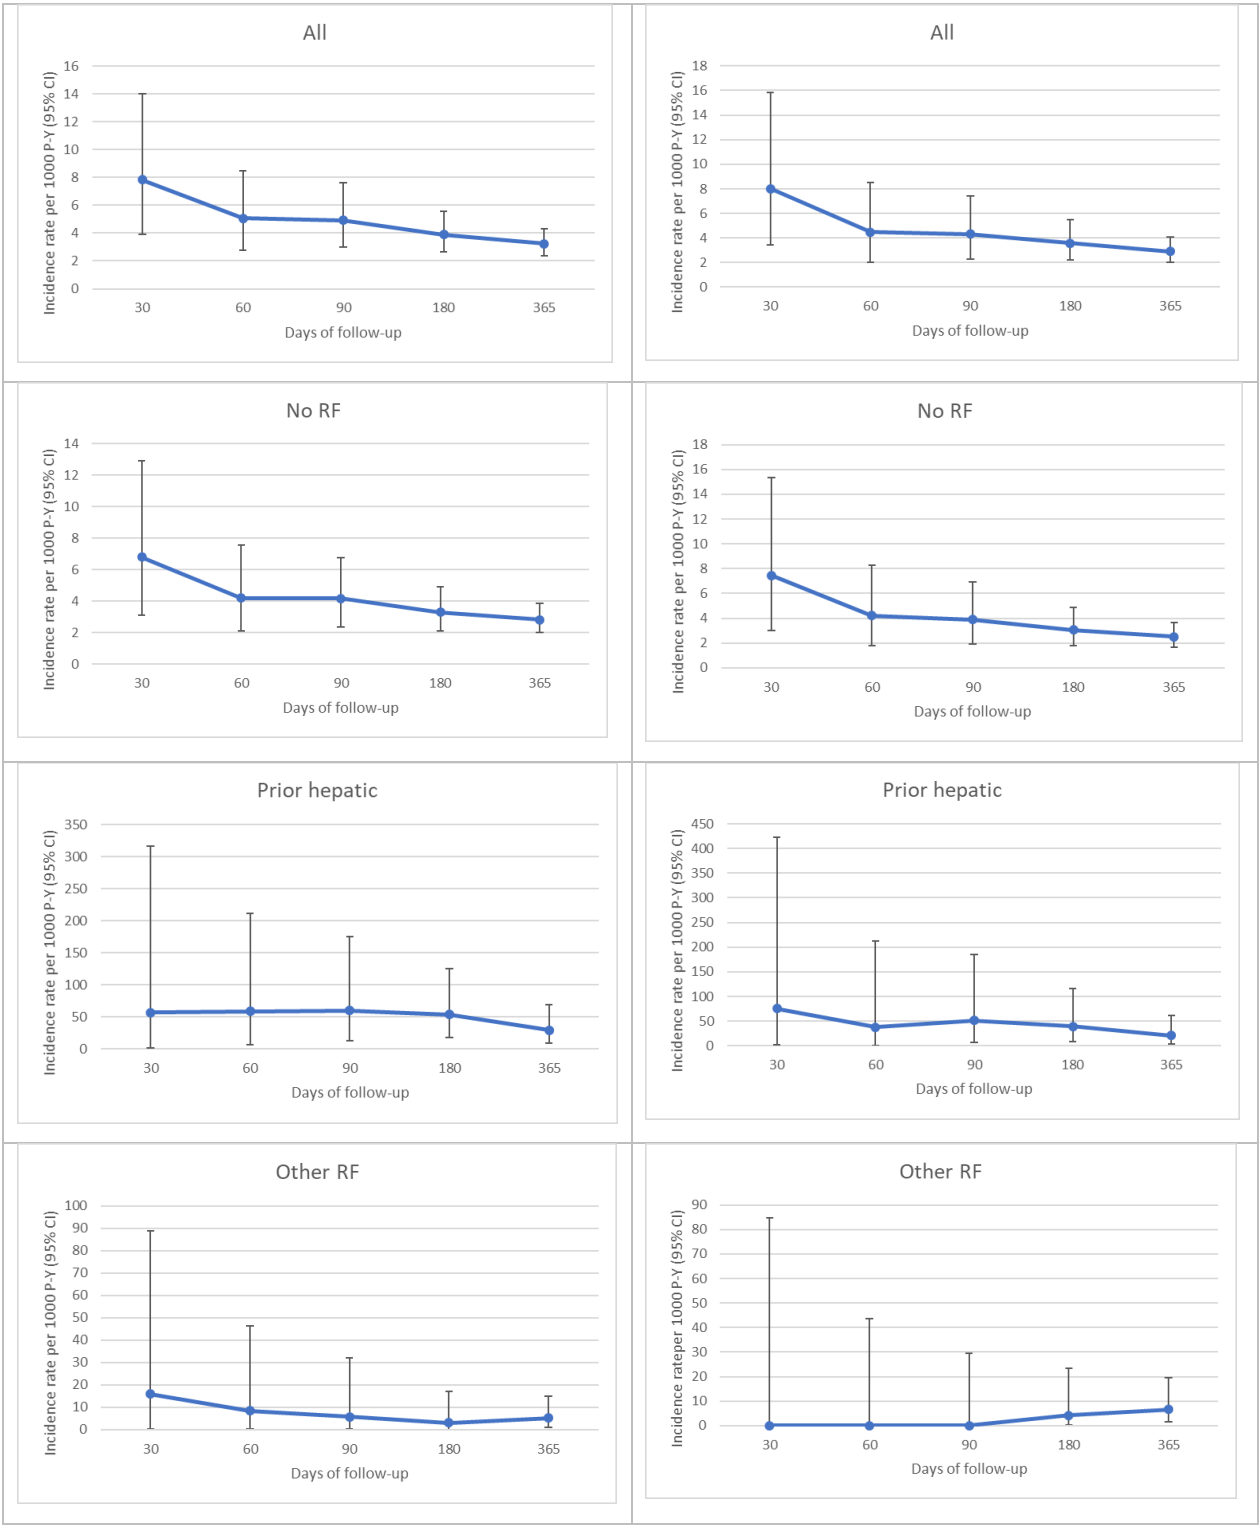 All
Incidence rate per 1000 P-Y (95% CI)
16
14
12
10
8
6
4
2
0
30 60 90 180 365
Days of follow-up
All
Incidence rate per 1000 P-Y (95% CI)
18
16
14
12
10
8
6
4
2
0
30 60 90 180 365
Days of follow-up
No RF
Incidence rate per 1000 P-Y (95% CI)
14
12
10
8
6
4
2
0
30 60 90 180 365
Days of follow-up
No RF
Incidence rate per 1000 P-Y (95% CI)
18
16
14
12
10
8
6
4
2
0
30 60 90 180 365
Days of follow-up
Prior hepatic
Incidence rate per 1000 P-Y (95% CI)
350
300
250
200
150
100
50
0
30 60 90 180 365
Days of follow-up
Prior hepatic
Incidence rate per 1000 P-Y (95% CI)
450
400
350
300
250
200
150
100
50
0
30 60 90 180 365
Days of follow-up
Other RF
Incidence rate per 1000 P-Y (95% CI)
100
90
80
70
60
50
40
30
20
10
0
30 60 90 180 365
Days of follow-up
Other RF
Incidence rateper 1000 P-Y (95% CI)
90
80
70
60
50
40
30
20
10
0
30 60 90 180 365
Days of follow-up